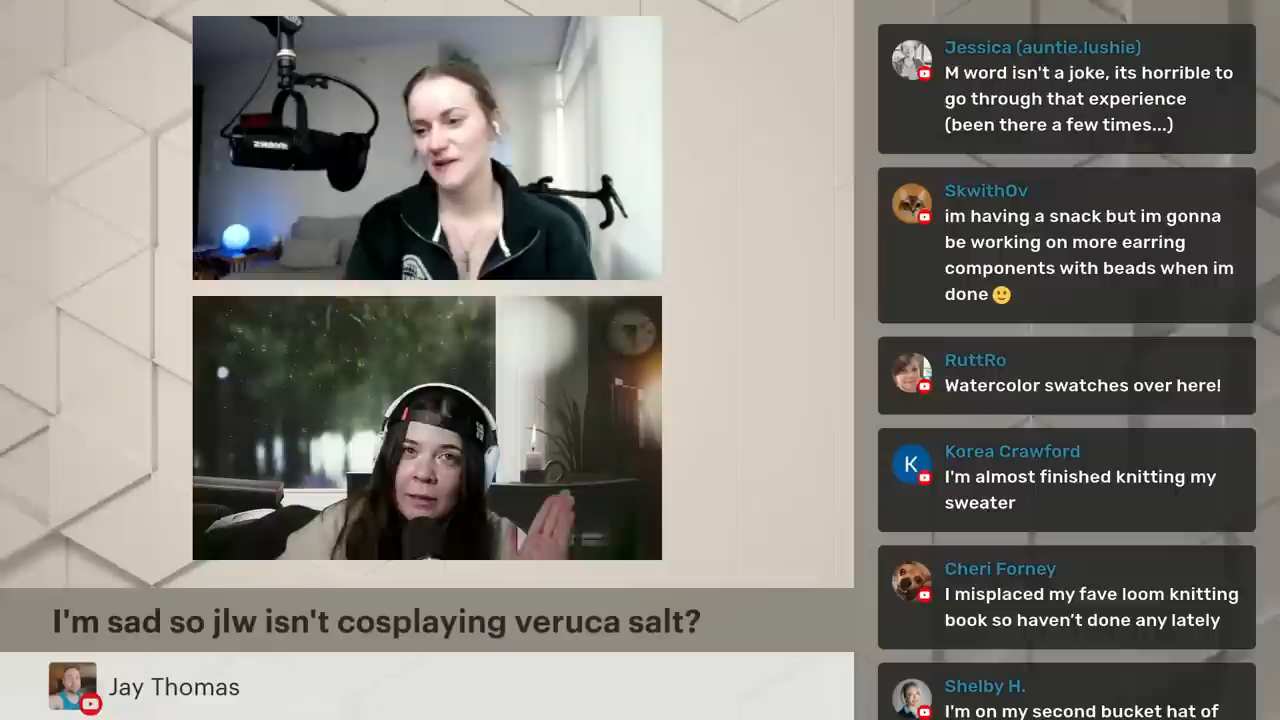 Jessica (auntie.lushie)
M word isn't a joke, its horrible to
go through that experience
(been there a few times...)
SkwithOv
im having a snack but im gonna
be working on more earring
components with beads when im
done 🙂
RuttRo
Watercolor swatches over here!
K
Korea Crawford
I'm almost finished knitting my
sweater
Cheri Forney
I misplaced my fave loom knitting
book so haven't done any lately
Shelby H.
I'm on my second bucket hat of
I'm sad so jlw isn't cosplaying veruca salt?
Jay Thomas